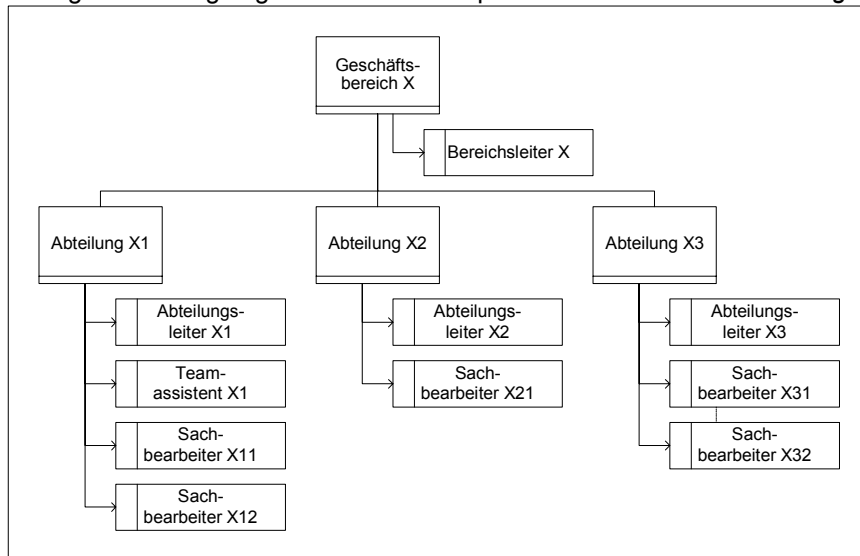 Geschäfts-
bereich X
Bereichsleiter X
Abteilung X1
Abteilung X2
Abteilung X3
Abteilungs-
leiter X1
Abteilungs-
leiter X2
Abteilungs-
leiter X3
Team-
assistent X1
Sach-
bearbeiter X21
Sach-
bearbeiter X31
Sach-
bearbeiter X11
Sach-
bearbeiter X32
Sach-
bearbeiter X12